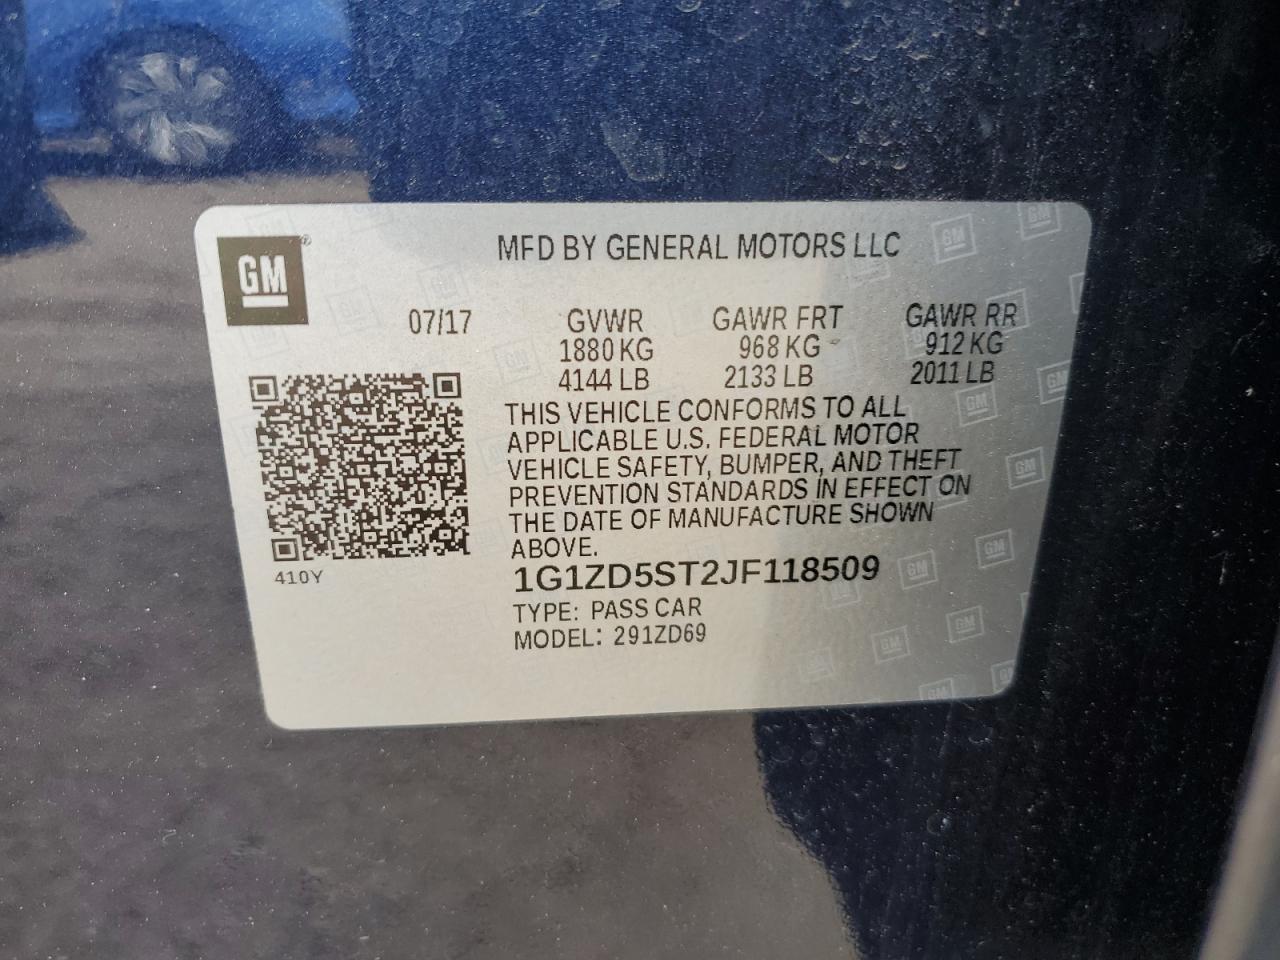 GM®
MFD BY GENERAL MOTORS LLC
07/17
GVWR GAWR FRT GAWR RR
1880 KG 968 KG 912 KG
4144 LB 2133 LB 2011 LB
THIS VEHICLE CONFORMS TO ALL
APPLICABLE U.S. FEDERAL MOTOR
VEHICLE SAFETY, BUMPER, AND THEFT
PREVENTION STANDARDS IN EFFECT ON
THE DATE OF MANUFACTURE SHOWN
ABOVE.
410Y
1G1ZD5ST2JF118509
TYPE: PASS CAR
MODEL: 291ZD69